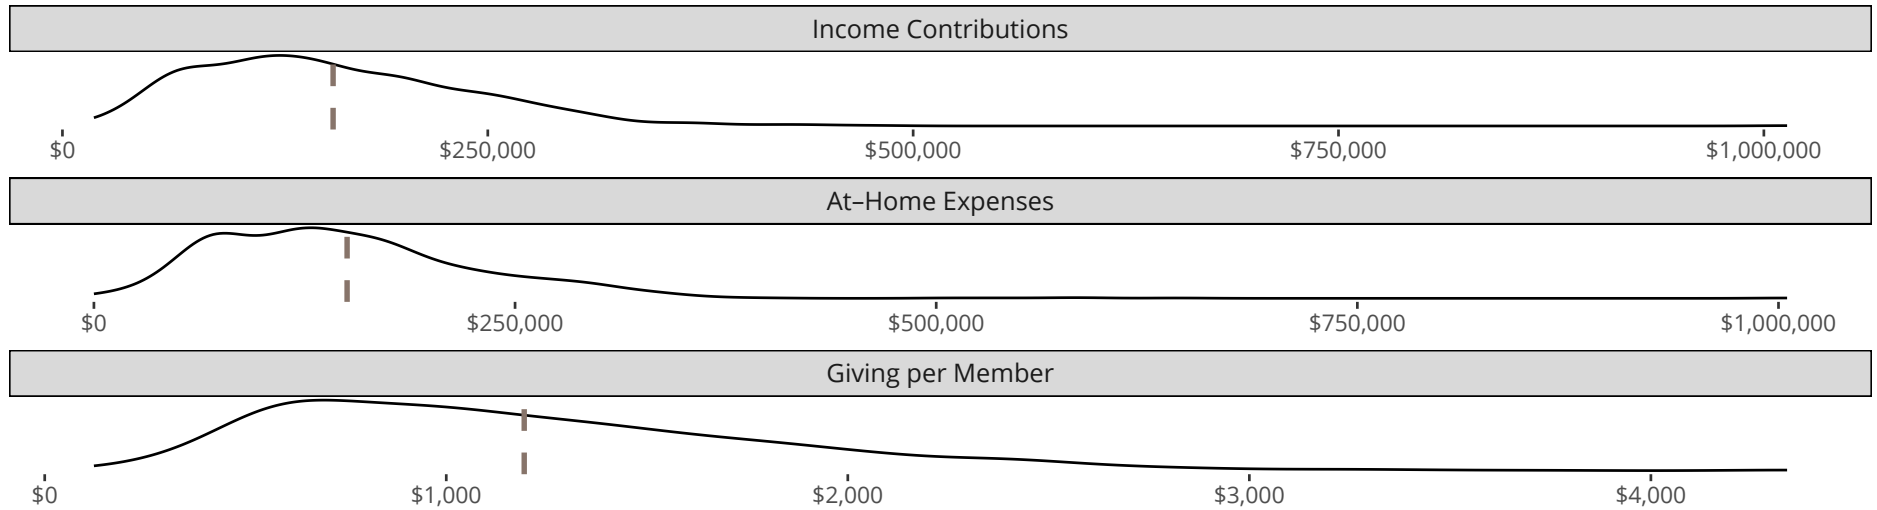 Income Contributions
$0 $250,000 $500,000 $750,000 $1,000,000
At–Home Expenses
$0 $250,000 $500,000 $750,000 $1,000,000
Giving per Member
$0 $1,000 $2,000 $3,000 $4,000